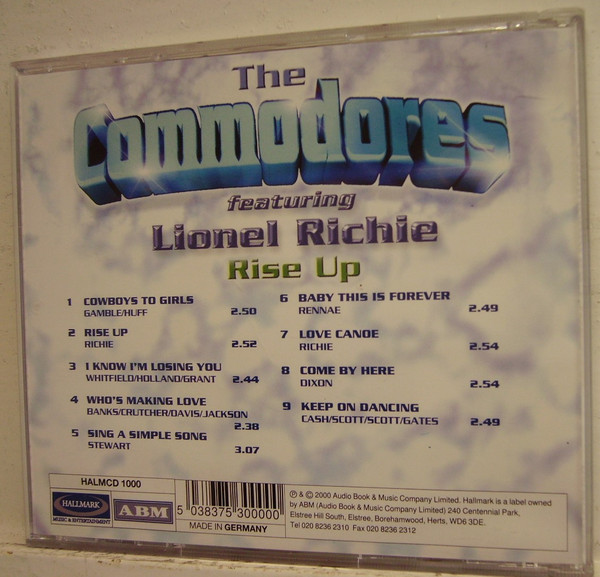 The
Commodores
featuring
Lionel Richie
Rise Up
1 COWBOYS TO GIRLS
GAMBLE/HUFF 2.50
2 RISE UP
RICHIE 2.52
3 I KNOW I'M LOSING YOU
WHITFIELD/HOLLAND/GRANT 2.44
4 WHO'S MAKING LOVE
BANKS/CRUTCHER/DAVIS/JACKSON
2.38
5 SING A SIMPLE SONG
STEWART 3.07
6 BABY THIS IS FOREVER
RENNAE 2.49
7 LOVE CANOE
RICHIE 2.54
8 COME BY HERE
DIXON 2.54
9 KEEP ON DANCING
CASH/SCOTT/SCOTT/GATES 2.49
HALMCD 1000
HALLMARK
MUSIC & ENTERTAINMENT
ABM
5 038375 300000
MADE IN GERMANY
℗ & © 2000 Audio Book & Music Company Limited. Hallmark is a label owned
by ABM (Audio Book & Music Company Limited) 240 Centennial Park,
Elstree Hill South, Elstree, Borehamwood, Herts, WD6 3DE.
Tel 020 8236 2310 Fax 020 8236 2312